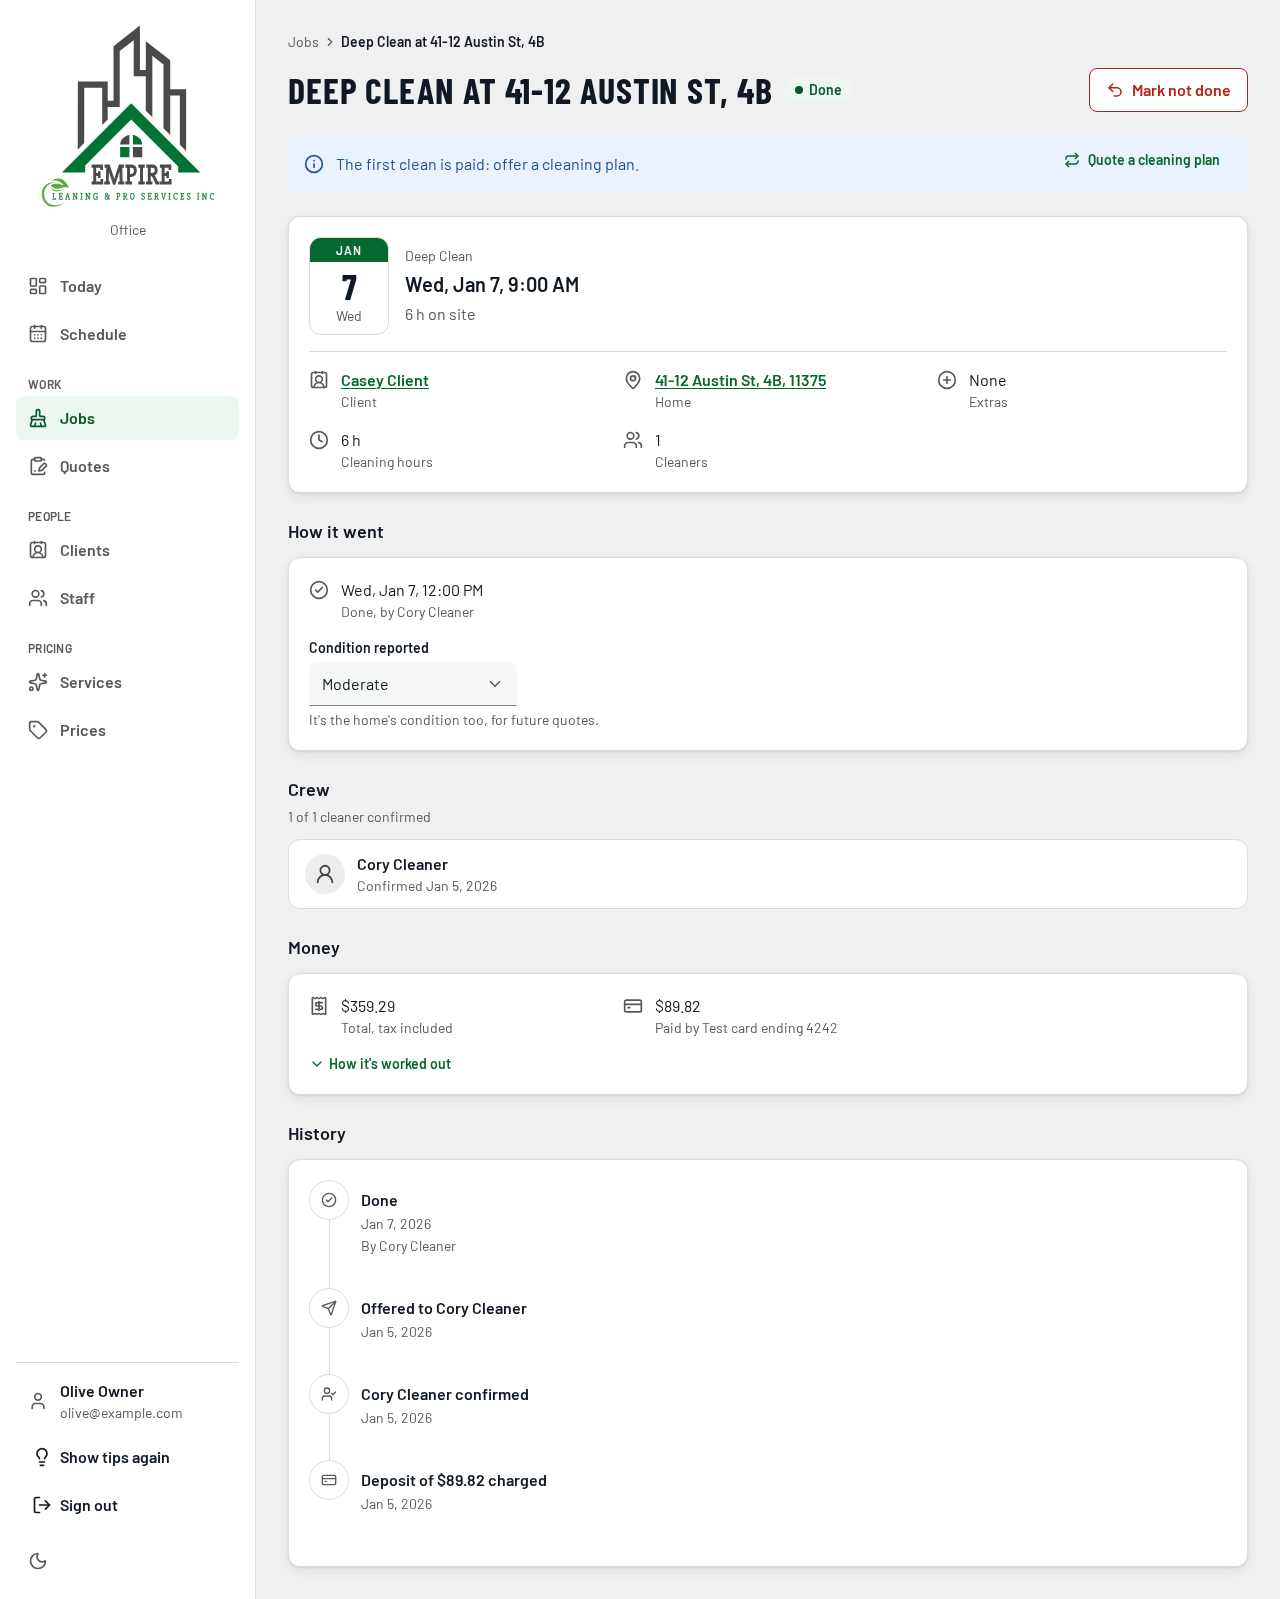 EMPIRE
LEANING & PRO SERVICES INC
Office
Today
Schedule
WORK
Jobs
Quotes
PEOPLE
Clients
Staff
PRICING
Services
Prices
Olive Owner
olive@example.com
Show tips again
Sign out
Jobs > Deep Clean at 41-12 Austin St, 4B
DEEP CLEAN AT 41-12 AUSTIN ST, 4B
Done
Mark not done
The first clean is paid: offer a cleaning plan.
Quote a cleaning plan
JAN
7
Wed
Deep Clean
Wed, Jan 7, 9:00 AM
6 h on site
Casey Client
Client
41-12 Austin St, 4B, 11375
Home
None
Extras
6 h
Cleaning hours
1
Cleaners
How it went
Wed, Jan 7, 12:00 PM
Done, by Cory Cleaner
Condition reported
Moderate
It's the home's condition too, for future quotes.
Crew
1 of 1 cleaner confirmed
Cory Cleaner
Confirmed Jan 5, 2026
Money
$359.29
Total, tax included
$89.82
Paid by Test card ending 4242
How it's worked out
History
Done
Jan 7, 2026
By Cory Cleaner
Offered to Cory Cleaner
Jan 5, 2026
Cory Cleaner confirmed
Jan 5, 2026
Deposit of $89.82 charged
Jan 5, 2026